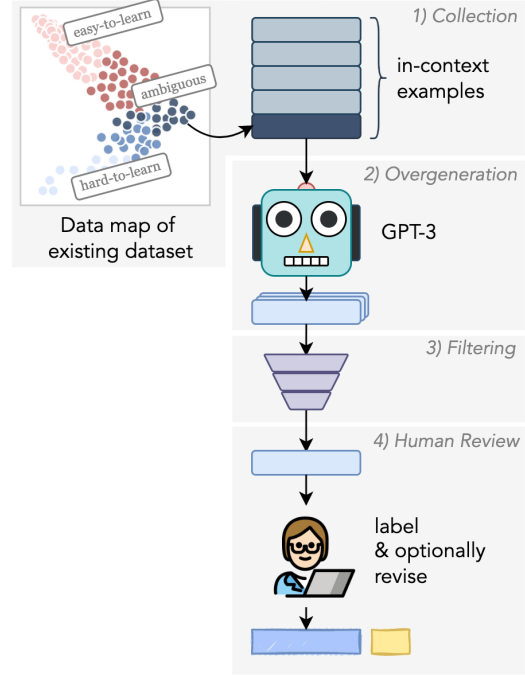 1) Collection
easy-to-learn
ambiguous
hard-to-learn
in-context
examples
Data map of
existing dataset
2) Overgeneration
GPT-3
3) Filtering
4) Human Review
label
& optionally
revise